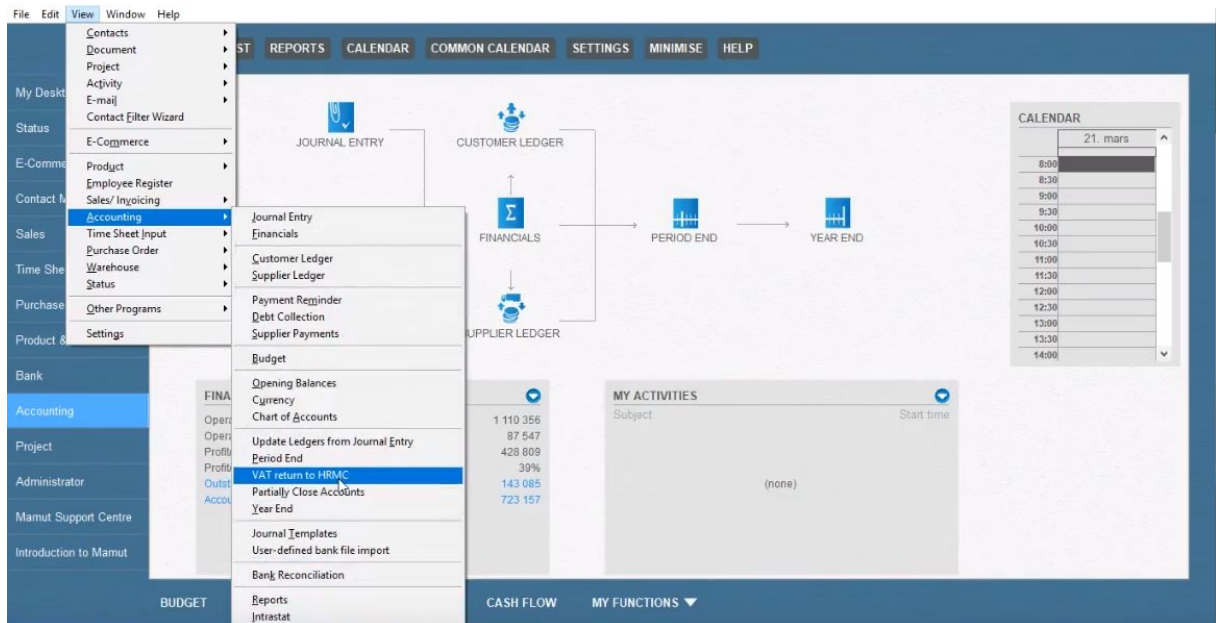 File Edit View Window Help
Contacts
Document
Project
Activity
E-mail
Contact Filter Wizard
E-Commerce
Product
Employee Register
Sales/ Invoicing
Accounting
Time Sheet Input
Purchase Order
Warehouse
Status
Other Programs
Settings
ST REPORTS CALENDAR COMMON CALENDAR SETTINGS MINIMISE HELP
My Deskt
Status
E-Comme
Contact M
Sales
Time She
Purchase
Product &
Bank
Accounting
Project
Administrator
Mamut Support Centre
Introduction to Mamut
Journal Entry
Financials
Customer Ledger
Supplier Ledger
Payment Reminder
Debt Collection
Supplier Payments
Budget
Opening Balances
Currency
Chart of Accounts
Update Ledgers from Journal Entry
Period End
VAT return to HRMC
Partially Close Accounts
Year End
Journal Templates
User-defined bank file import
Bank Reconciliation
Reports
Intrastat
JOURNAL ENTRY
CUSTOMER LEDGER
FINANCIALS
PERIOD END
YEAR END
UPPLIER LEDGER
CALENDAR
21. mars
8:00
8:30
9:00
9:30
10:00
10:30
11:00
11:30
12:00
12:30
13:00
13:30
14:00
FINA
Opera 1 110 356
Opera 87 547
Profit 428 809
Profit 39%
Outst 143 085
Accou 723 157
MY ACTIVITIES
Subject Start time
(none)
BUDGET CASH FLOW MY FUNCTIONS